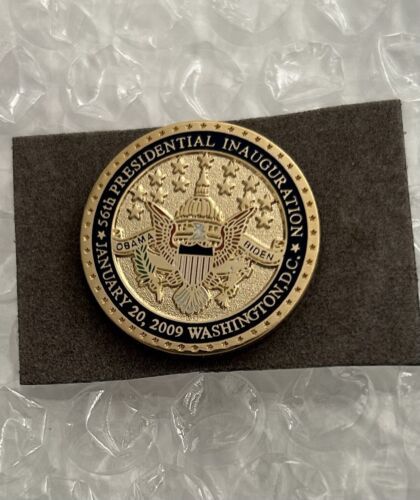 ★ 56th PRESIDENTIAL INAUGURATION ★
JANUARY 20, 2009 WASHINGTON, D.C.
OBAMA
BIDEN